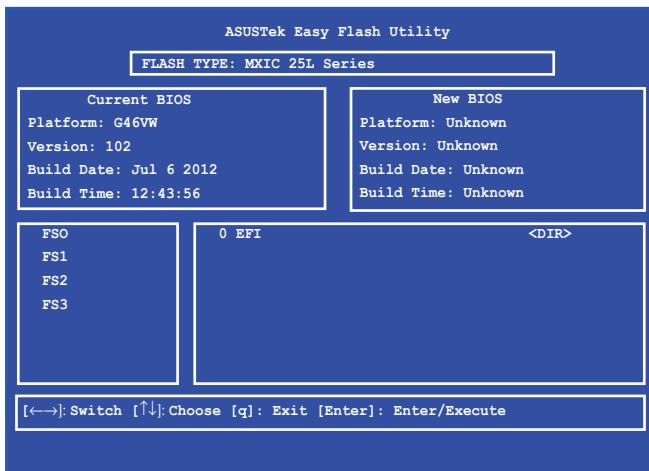 ASUSTek Easy Flash Utility
FLASH TYPE: MXIC 25L Series
Current BIOS
Platform: G46VW
Version: 102
Build Date: Jul 6 2012
Build Time: 12:43:56
New BIOS
Platform: Unknown
Version: Unknown
Build Date: Unknown
Build Time: Unknown
FSO
FS1
FS2
FS3
0 EFI <DIR>
[←→]: Switch [↑↓]: Choose [q]: Exit [Enter]: Enter/Execute